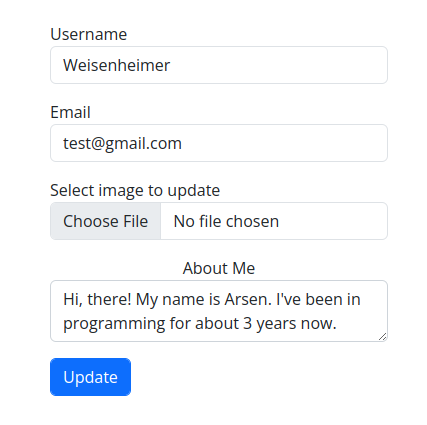 Username
Weisenheimer
Email
test@gmail.com
Select image to update
Choose File No file chosen
About Me
Hi, there! My name is Arsen. I've been in
programming for about 3 years now.
Update